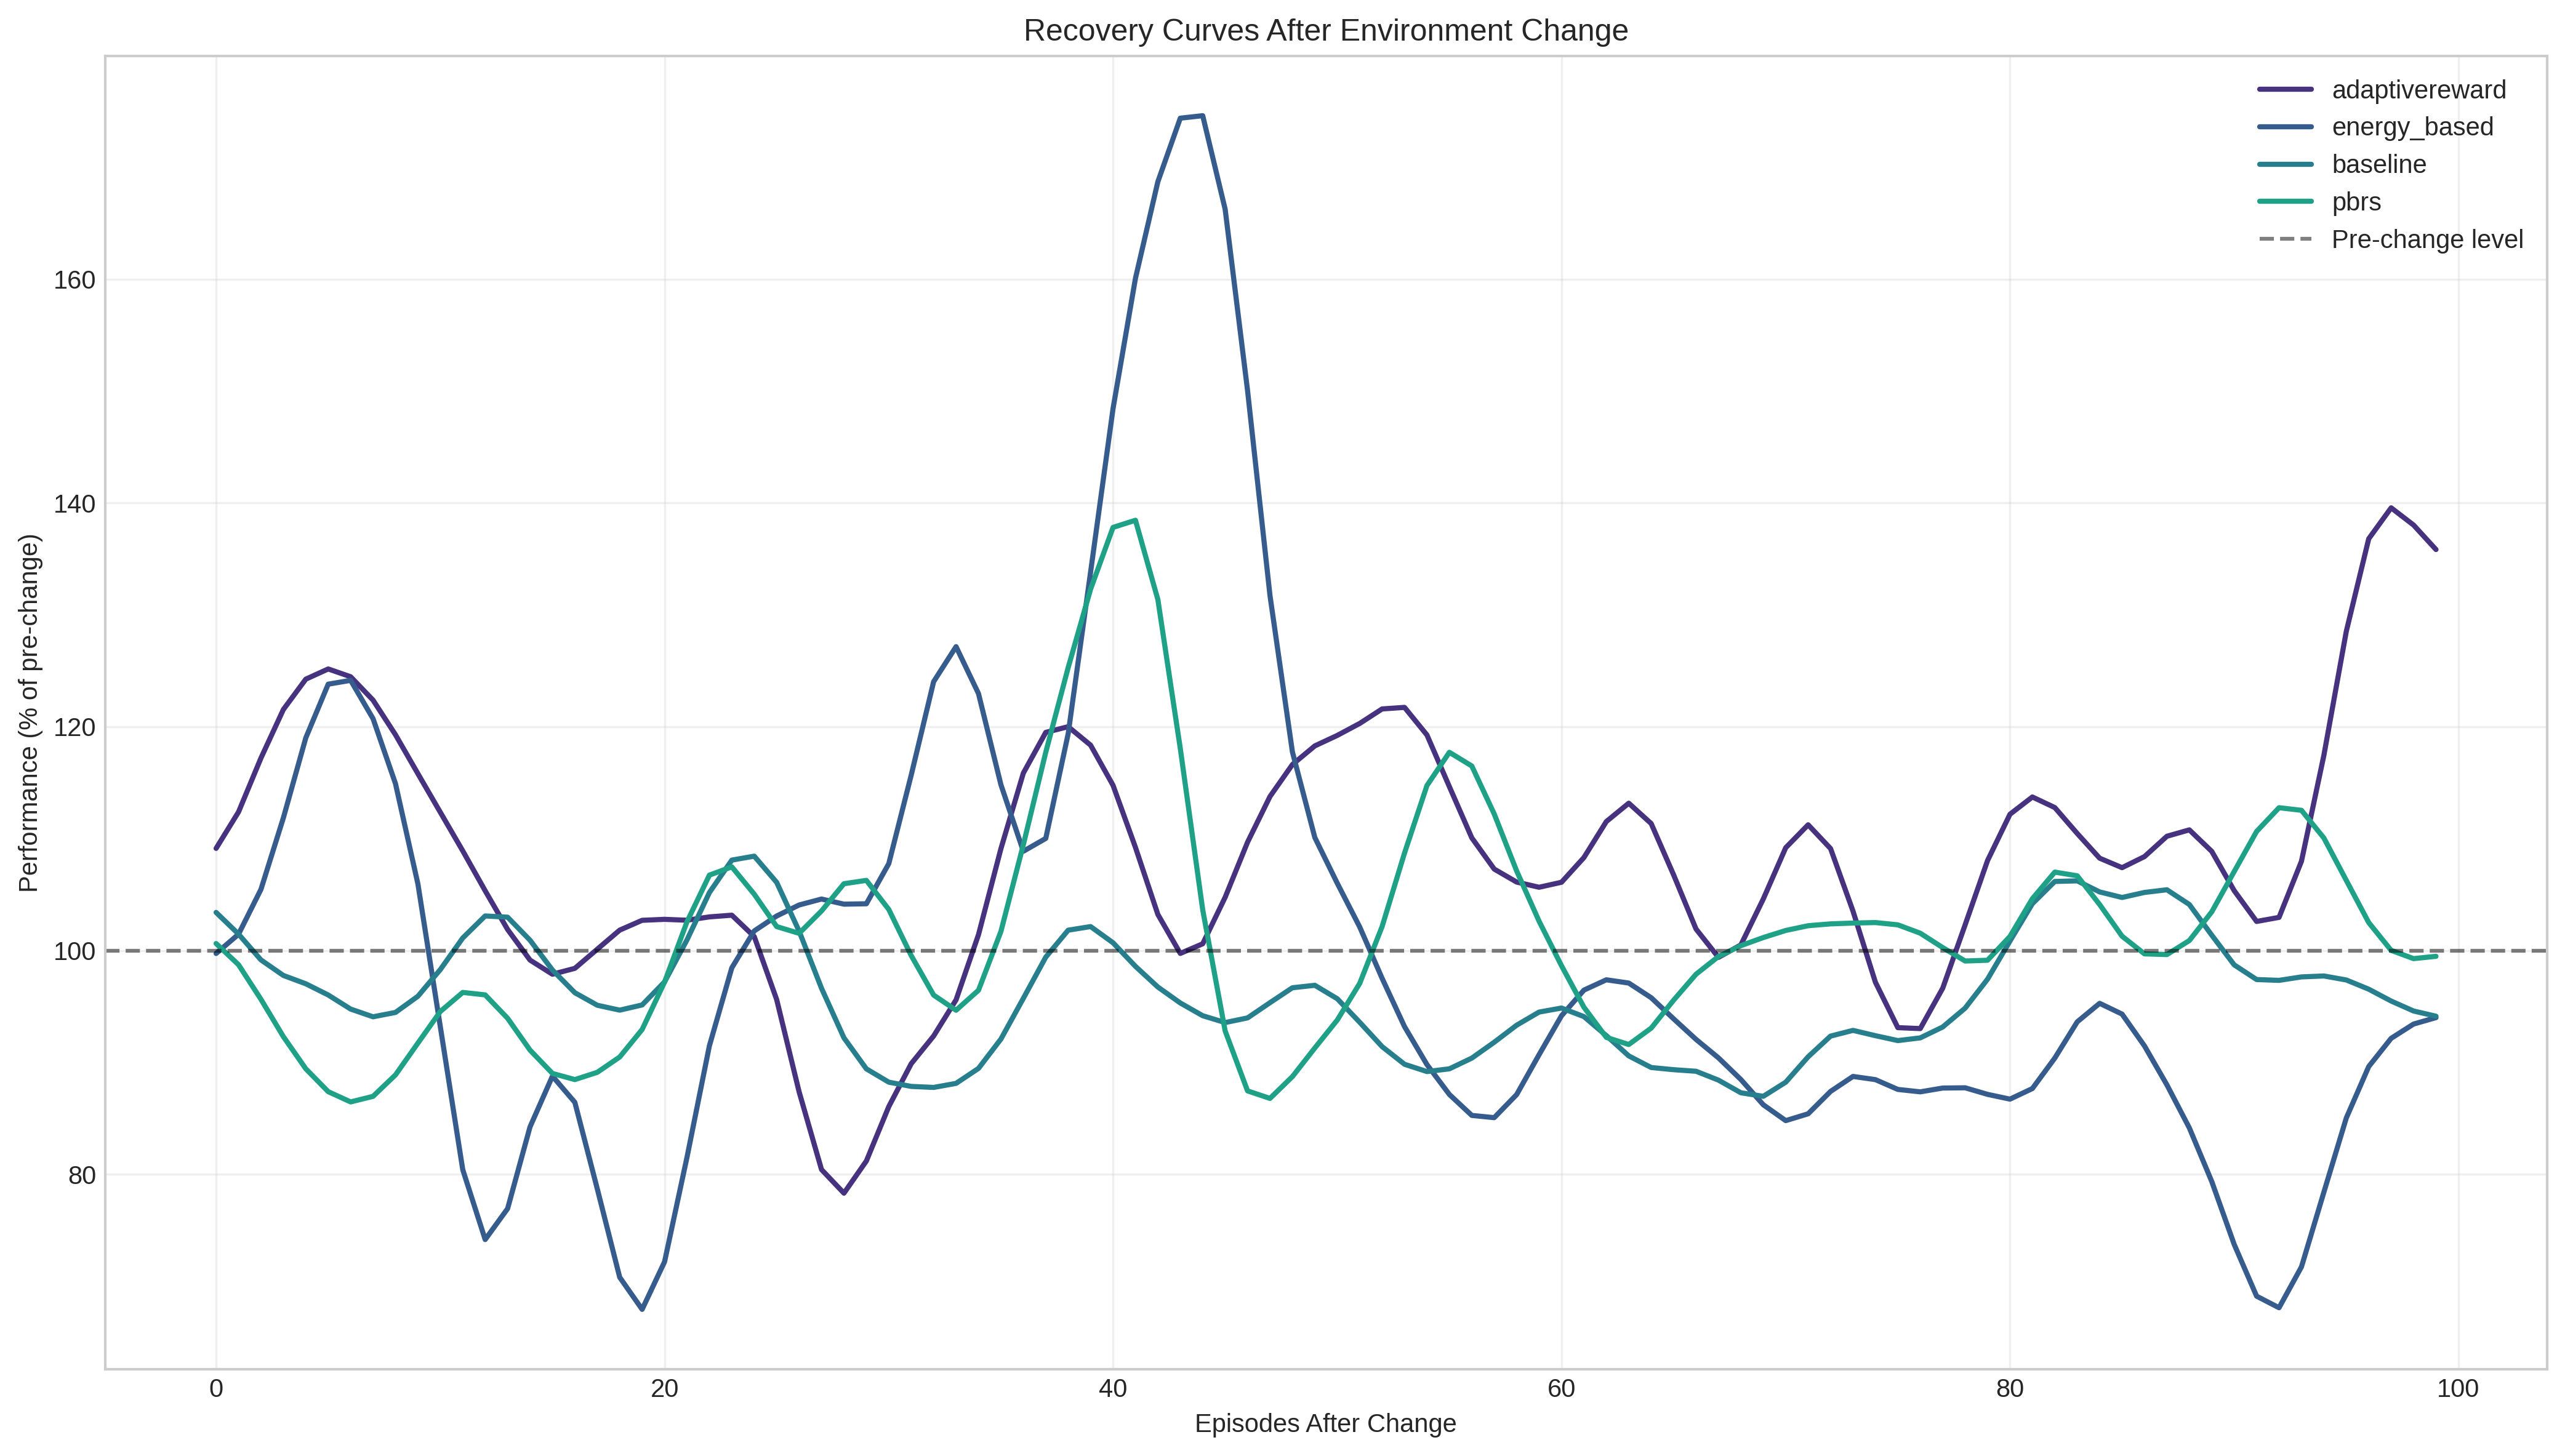 Recovery Curves After Environment Change
adaptivereward
energy_based
baseline
pbrs
Pre-change level
Performance (% of pre-change)
160
140
120
100
80
0 20 40 60 80 100
Episodes After Change